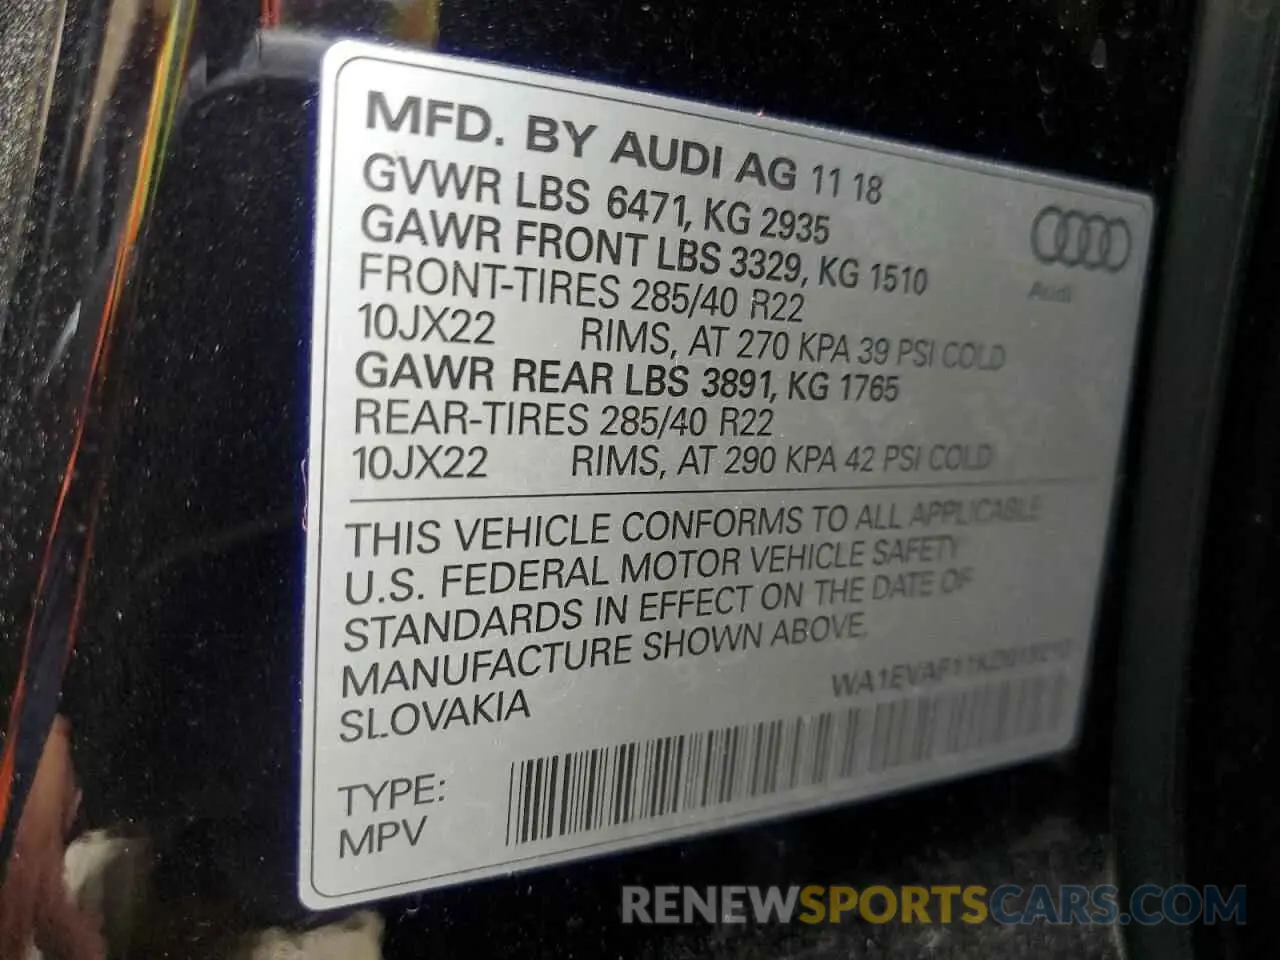 MFD. BY AUDI AG 11 18
GVWR LBS 6471, KG 2935
GAWR FRONT LBS 3329, KG 1510
FRONT-TIRES 285/40 R22
10JX22 RIMS, AT 270 KPA 39 PSI COLD
GAWR REAR LBS 3891, KG 1765
REAR-TIRES 285/40 R22
10JX22 RIMS, AT 290 KPA 42 PSI COLD
Audi
THIS VEHICLE CONFORMS TO ALL APPLICABLE
U.S. FEDERAL MOTOR VEHICLE SAFETY
STANDARDS IN EFFECT ON THE DATE OF
MANUFACTURE SHOWN ABOVE.
SLOVAKIA
TYPE:
MPV
RENEWSPORTSCARS.COM